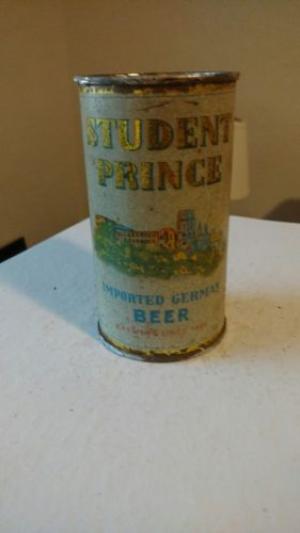 STUDENT
PRINCE
IMPORTED GERMAN
BEER